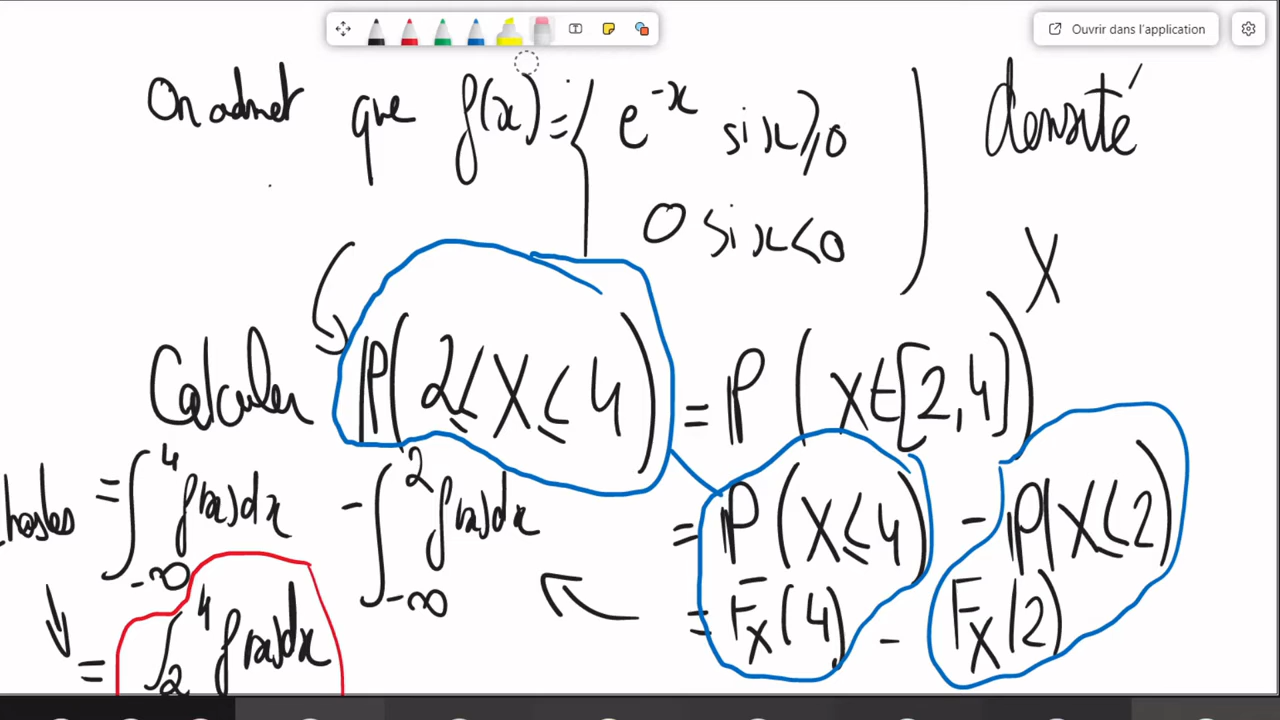 Ouvrir dans l'application
On admet que f(x) = { e^-x si x ⩾ 0 densité
0 si x < 0 X
Calculer P(2 ≤ X ≤ 4) = P(X ∈ [2,4])
= ∫_-∞^4 f(x)dx - ∫_-∞^2 f(x)dx = P(X ≤ 4) - P(X ≤ 2)
= F_X(4) - F_X(2)
= ∫_2^4 f(x)dx